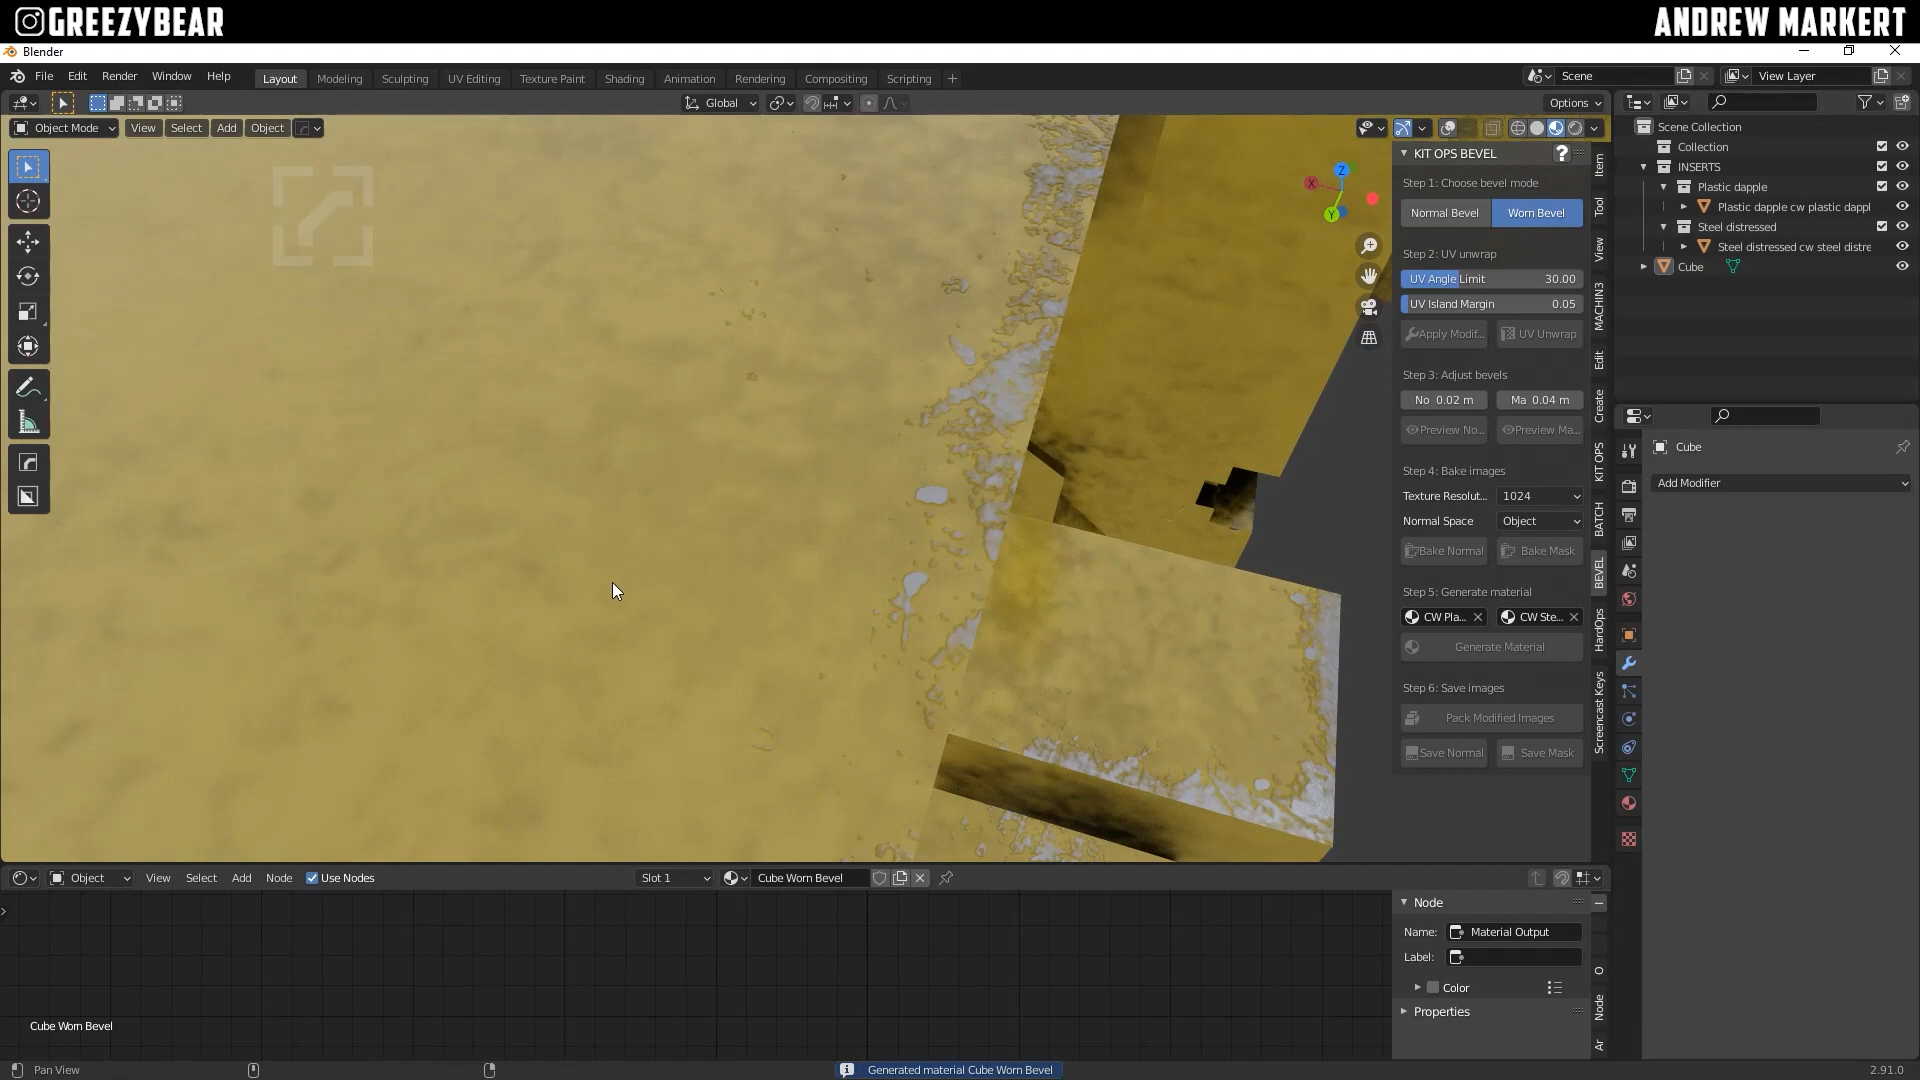 GREEZYBEAR
ANDREW MARKERT
Blender
File Edit Render Window Help
Layout Modeling Sculpting UV Editing Texture Paint Shading Animation Rendering Compositing Scripting +
Scene
View Layer
Global
Options
Object Mode View Select Add Object
KIT OPS BEVEL ?
Step 1: Choose bevel mode
Normal Bevel Worn Bevel
Step 2: UV unwrap
UV Angle Limit 30.00
UV Island Margin 0.05
Apply Modif... UV Unwrap
Step 3: Adjust bevels
No 0.02 m Ma 0.04 m
Preview No... Preview Ma...
Step 4: Bake images
Texture Resolut... 1024
Normal Space Object
Bake Normal Bake Mask
Step 5: Generate material
CW Pla... CW Ste...
Generate Material
Step 6: Save images
Pack Modified Images
Save Normal Save Mask
X
Y
Z
Item
Tool
View
MACHIN3
Edit
Create
KIT OPS
BATCH
BEVEL
HardOps
Screencast Keys
Scene Collection
Collection
INSERTS
Plastic dapple
Plastic dapple cw plastic dappl
Steel distressed
Steel distressed cw steel distre
Cube
Cube
Add Modifier
Object View Select Add Node Use Nodes
Slot 1
Cube Worn Bevel
Node
Name: Material Output
Label:
Color
Properties
O
Node
Ar
Cube Worn Bevel
Pan View
Generated material Cube Worn Bevel
2.91.0